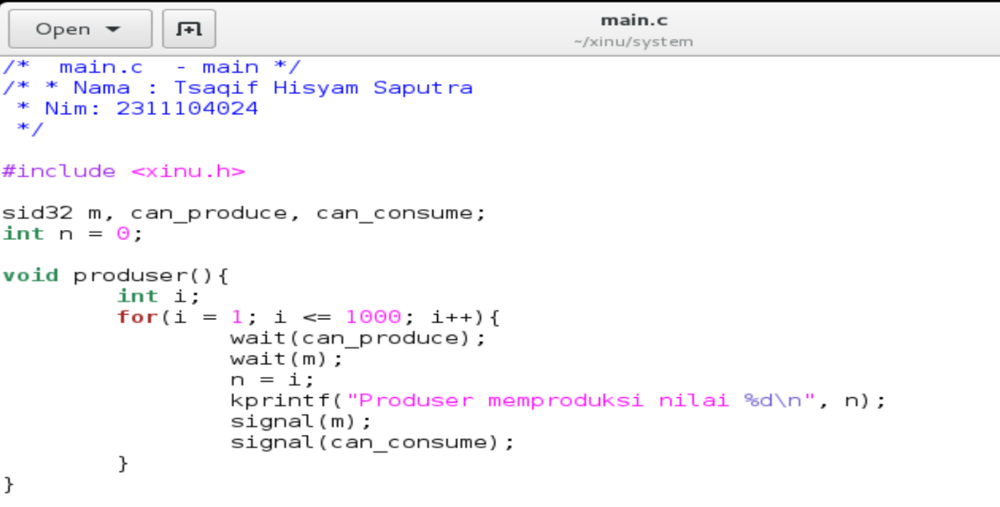 Open
main.c
~/xinu/system
/*  main.c  - main */
/* * Nama : Tsaqif Hisyam Saputra
 * Nim: 2311104024
 */
#include <xinu.h>
sid32 m, can_produce, can_consume;
int n = 0;
void produser(){
        int i;
        for(i = 1; i <= 1000; i++){
                wait(can_produce);
                wait(m);
                n = i;
                kprintf("Produser memproduksi nilai %d\n", n);
                signal(m);
                signal(can_consume);
        }
}